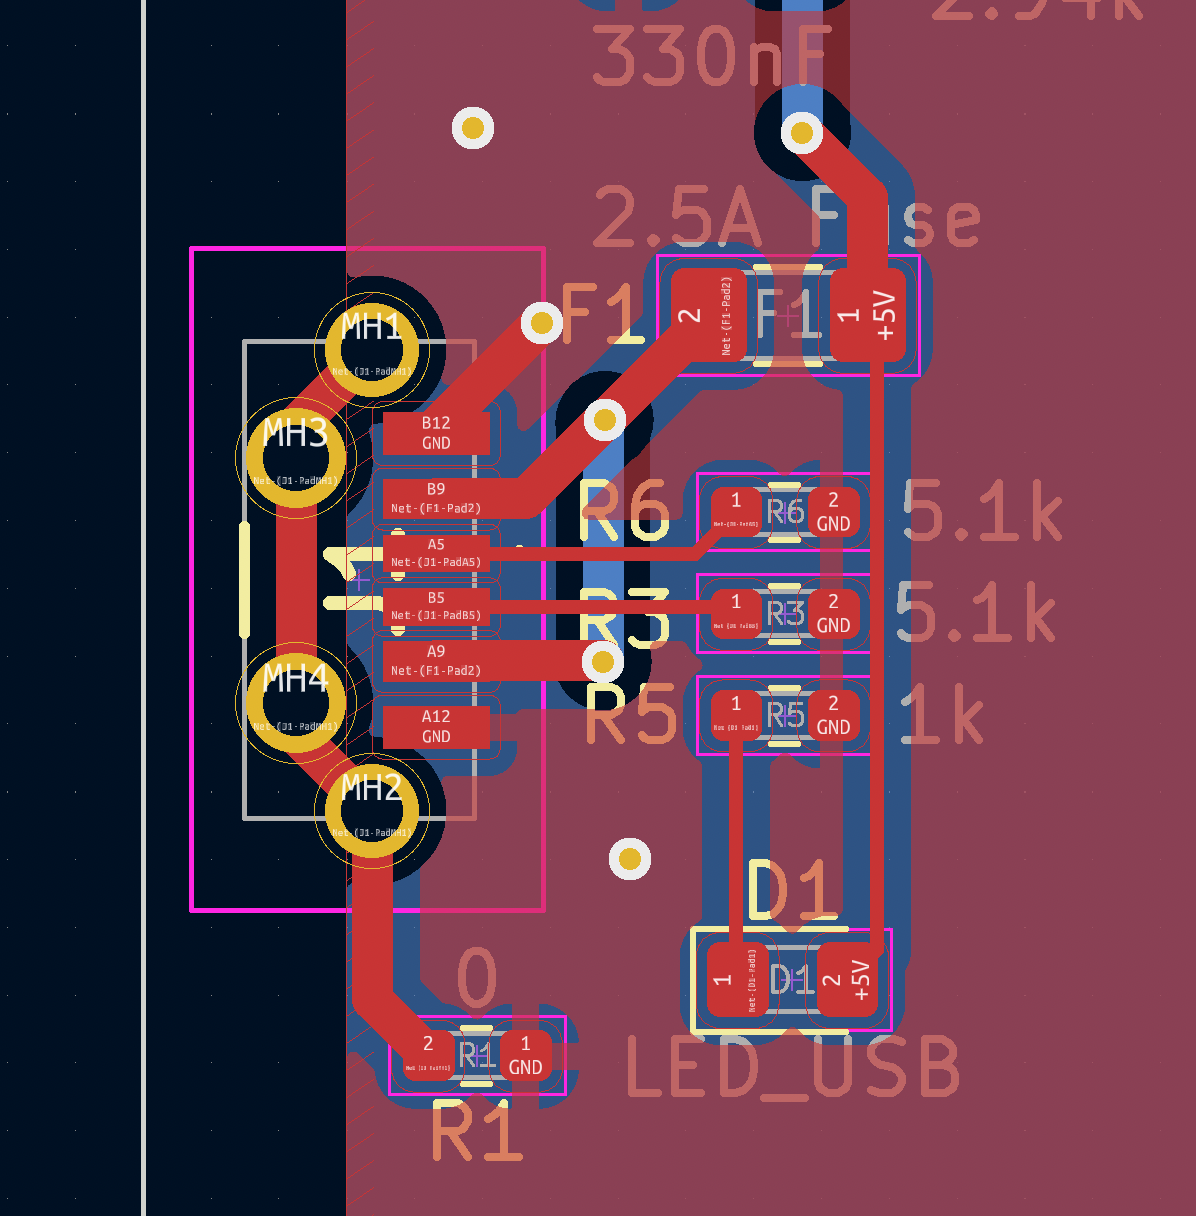 2.94k
330nF
2.5A Fuse
F1
2
Net-(F1-Pad2)
F1
1
+5V
MH1
Net-(J1-PadMH1)
MH3
Net-(J1-PadMH1)
B12
GND
B9
Net-(F1-Pad2)
A5
Net-(J1-PadA5)
B5
Net-(J1-PadB5)
A9
Net-(F1-Pad2)
A12
GND
R6
1
R6
2
GND
5.1k
R3
1
R3
2
GND
5.1k
R5
1
R5
2
GND
1k
MH4
Net-(J1-PadMH1)
MH2
Net-(J1-PadMH1)
D1
1
Net-(D1-Pad1)
D1
2
+5V
LED_USB
0
2
R1
1
GND
R1